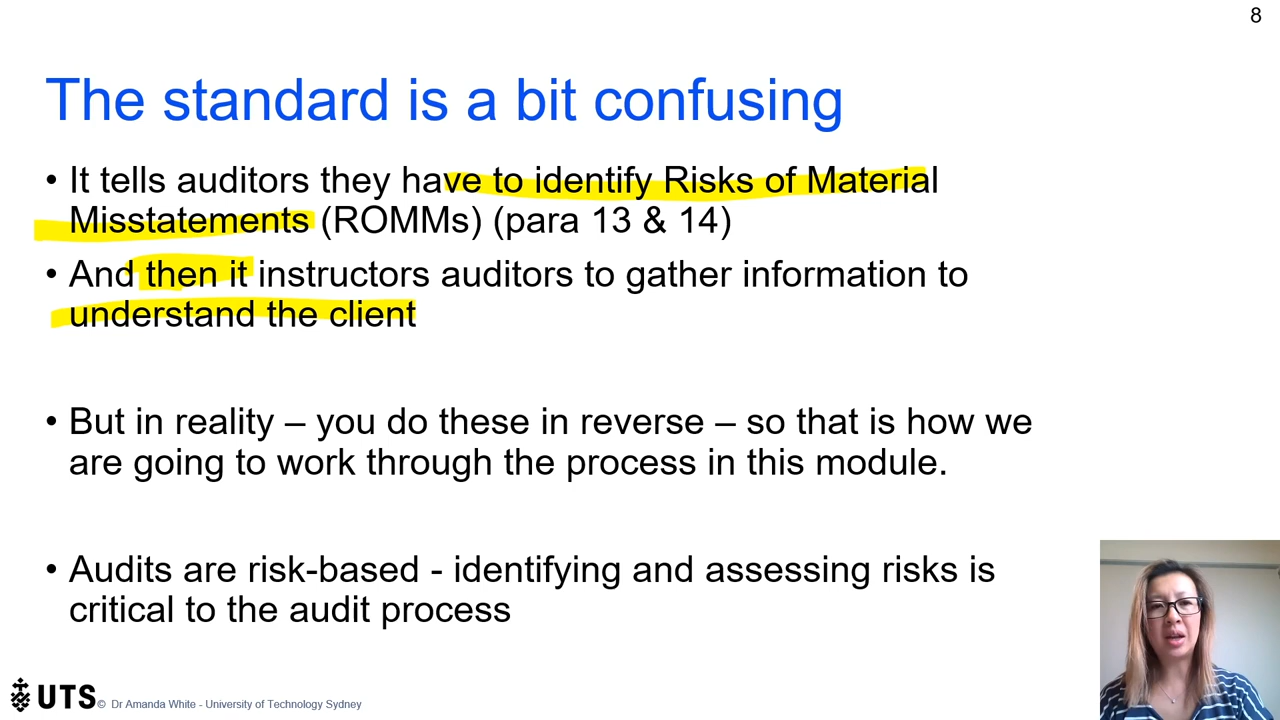 8
The standard is a bit confusing
• It tells auditors they have to identify Risks of Material
Misstatements (ROMMs) (para 13 & 14)
• And then it instructors auditors to gather information to
understand the client
• But in reality – you do these in reverse – so that is how we
are going to work through the process in this module.
• Audits are risk-based - identifying and assessing risks is
critical to the audit process
UTS © Dr Amanda White - University of Technology Sydney